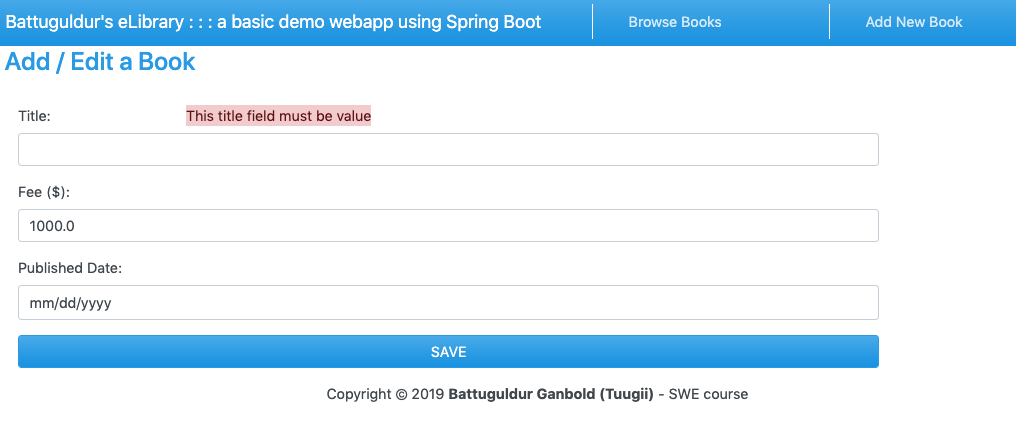 Battuguldur's eLibrary : : : a basic demo webapp using Spring Boot Browse Books Add New Book
Add / Edit a Book
Title: This title field must be value
Fee ($):
1000.0
Published Date:
mm/dd/yyyy
SAVE
Copyright © 2019 Battuguldur Ganbold (Tuugii) - SWE course